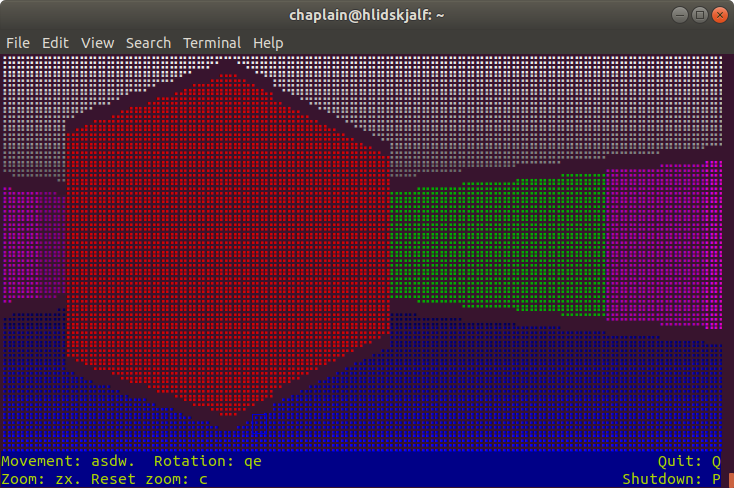 chaplain@hlidskjalf: ~
File Edit View Search Terminal Help
Movement: asdw.  Rotation: qe Quit: Q
Zoom: zx. Reset zoom: c Shutdown: P